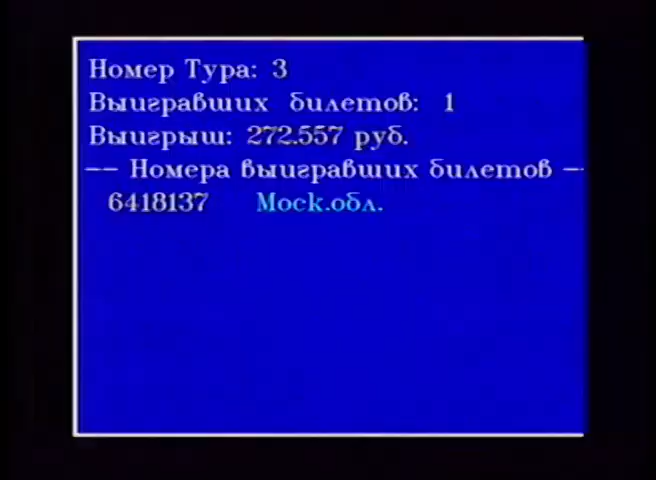 Номер Тура: 3
Выигравших билетов: 1
Выигрыш: 272.557 руб.
-- Номера выигравших билетов -
6418137 Моск.обл.